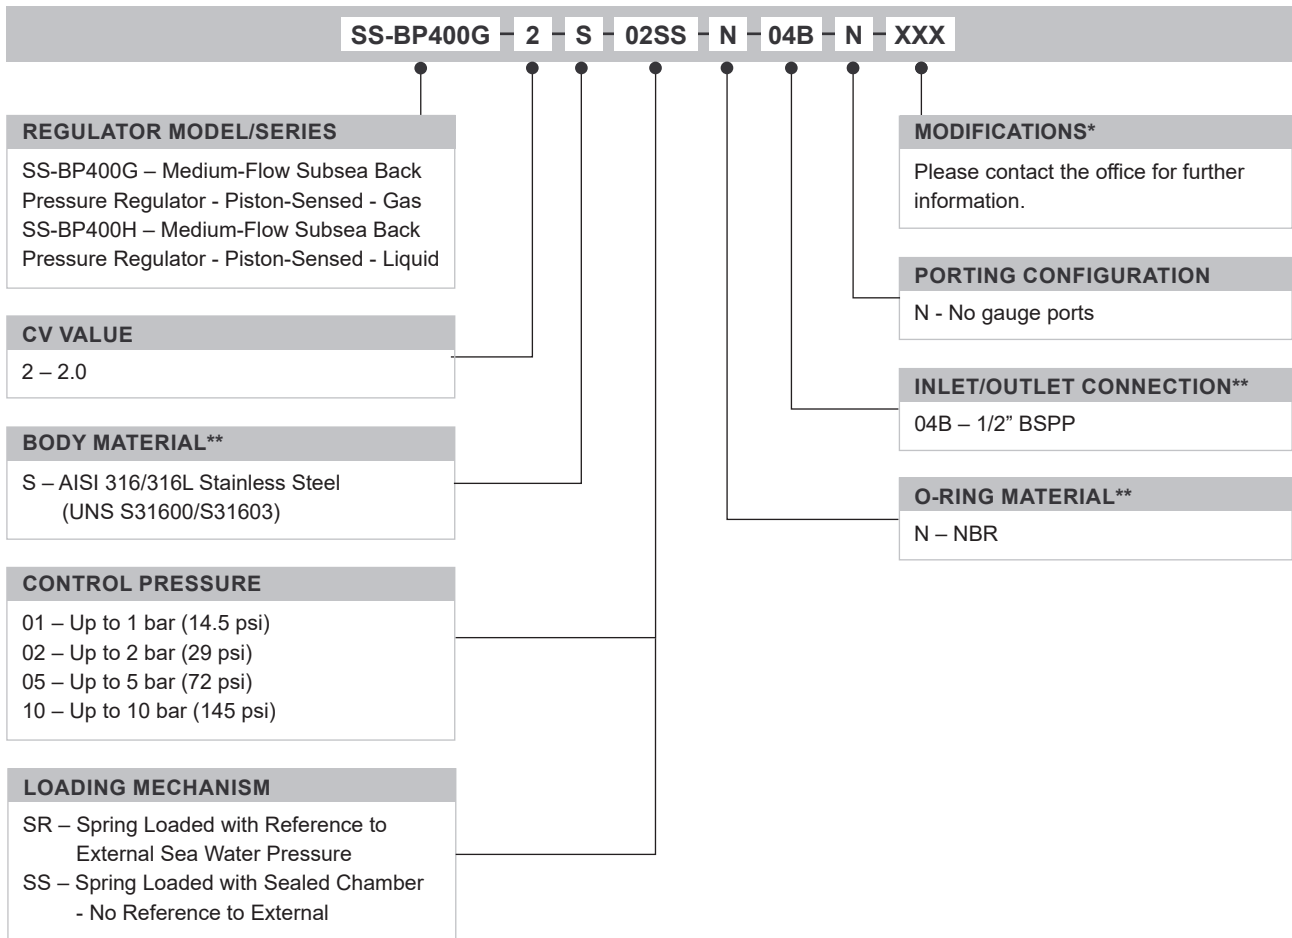 SS-BP400G 2 S 02SS N 04B N XXX
REGULATOR MODEL/SERIES
SS-BP400G – Medium-Flow Subsea Back
Pressure Regulator - Piston-Sensed - Gas
SS-BP400H – Medium-Flow Subsea Back
Pressure Regulator - Piston-Sensed - Liquid
CV VALUE
2 – 2.0
BODY MATERIAL**
S – AISI 316/316L Stainless Steel
(UNS S31600/S31603)
CONTROL PRESSURE
01 – Up to 1 bar (14.5 psi)
02 – Up to 2 bar (29 psi)
05 – Up to 5 bar (72 psi)
10 – Up to 10 bar (145 psi)
LOADING MECHANISM
SR – Spring Loaded with Reference to
External Sea Water Pressure
SS – Spring Loaded with Sealed Chamber
- No Reference to External
MODIFICATIONS*
Please contact the office for further
information.
PORTING CONFIGURATION
N - No gauge ports
INLET/OUTLET CONNECTION**
04B – 1/2” BSPP
O-RING MATERIAL**
N – NBR